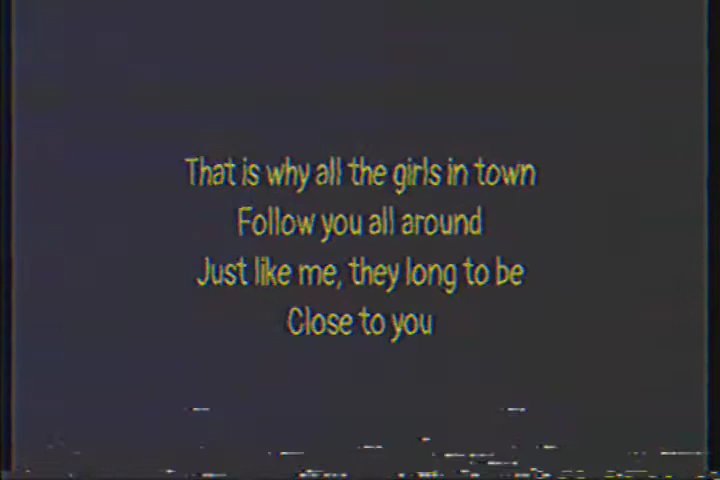 That is why all the girls in town
Follow you all around
Just like me, they long to be
Close to you